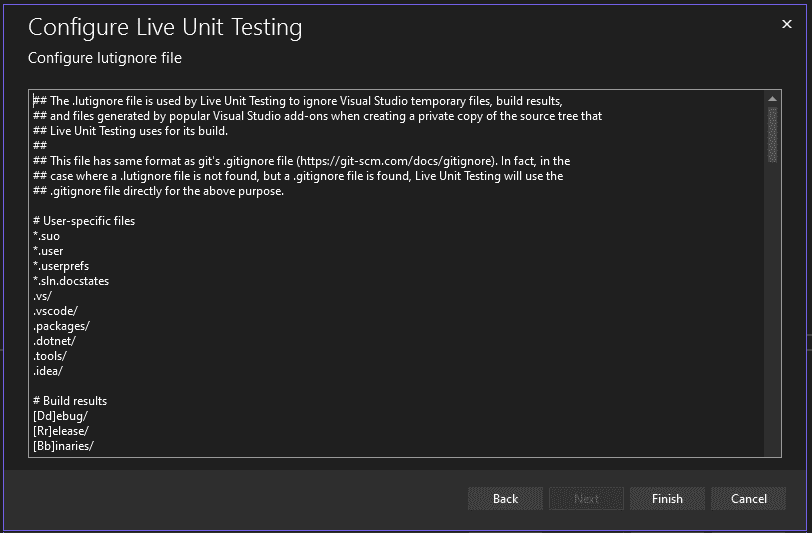 Configure Live Unit Testing
Configure lutignore file
## The .lutignore file is used by Live Unit Testing to ignore Visual Studio temporary files, build results,
## and files generated by popular Visual Studio add-ons when creating a private copy of the source tree that
## Live Unit Testing uses for its build.
##
## This file has same format as git's .gitignore file (https://git-scm.com/docs/gitignore). In fact, in the
## case where a .lutignore file is not found, but a .gitignore file is found, Live Unit Testing will use the
## .gitignore file directly for the above purpose.
# User-specific files
*.suo
*.user
*.userprefs
*.sln.docstates
.vs/
.vscode/
.packages/
.dotnet/
.tools/
.idea/
# Build results
[Dd]ebug/
[Rr]elease/
[Bb]inaries/
Back
Next
Finish
Cancel